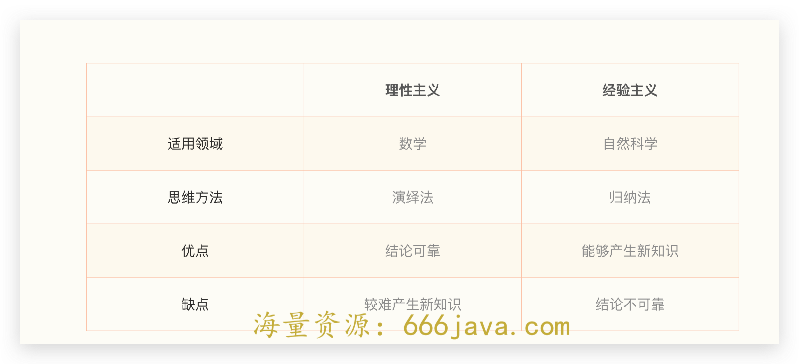 理性主义 经验主义
适用领域 数学 自然科学
思维方法 演绎法 归纳法
优点 结论可靠 能够产生新知识
缺点 较难产生新知识 结论不可靠
海量资源：666java.com